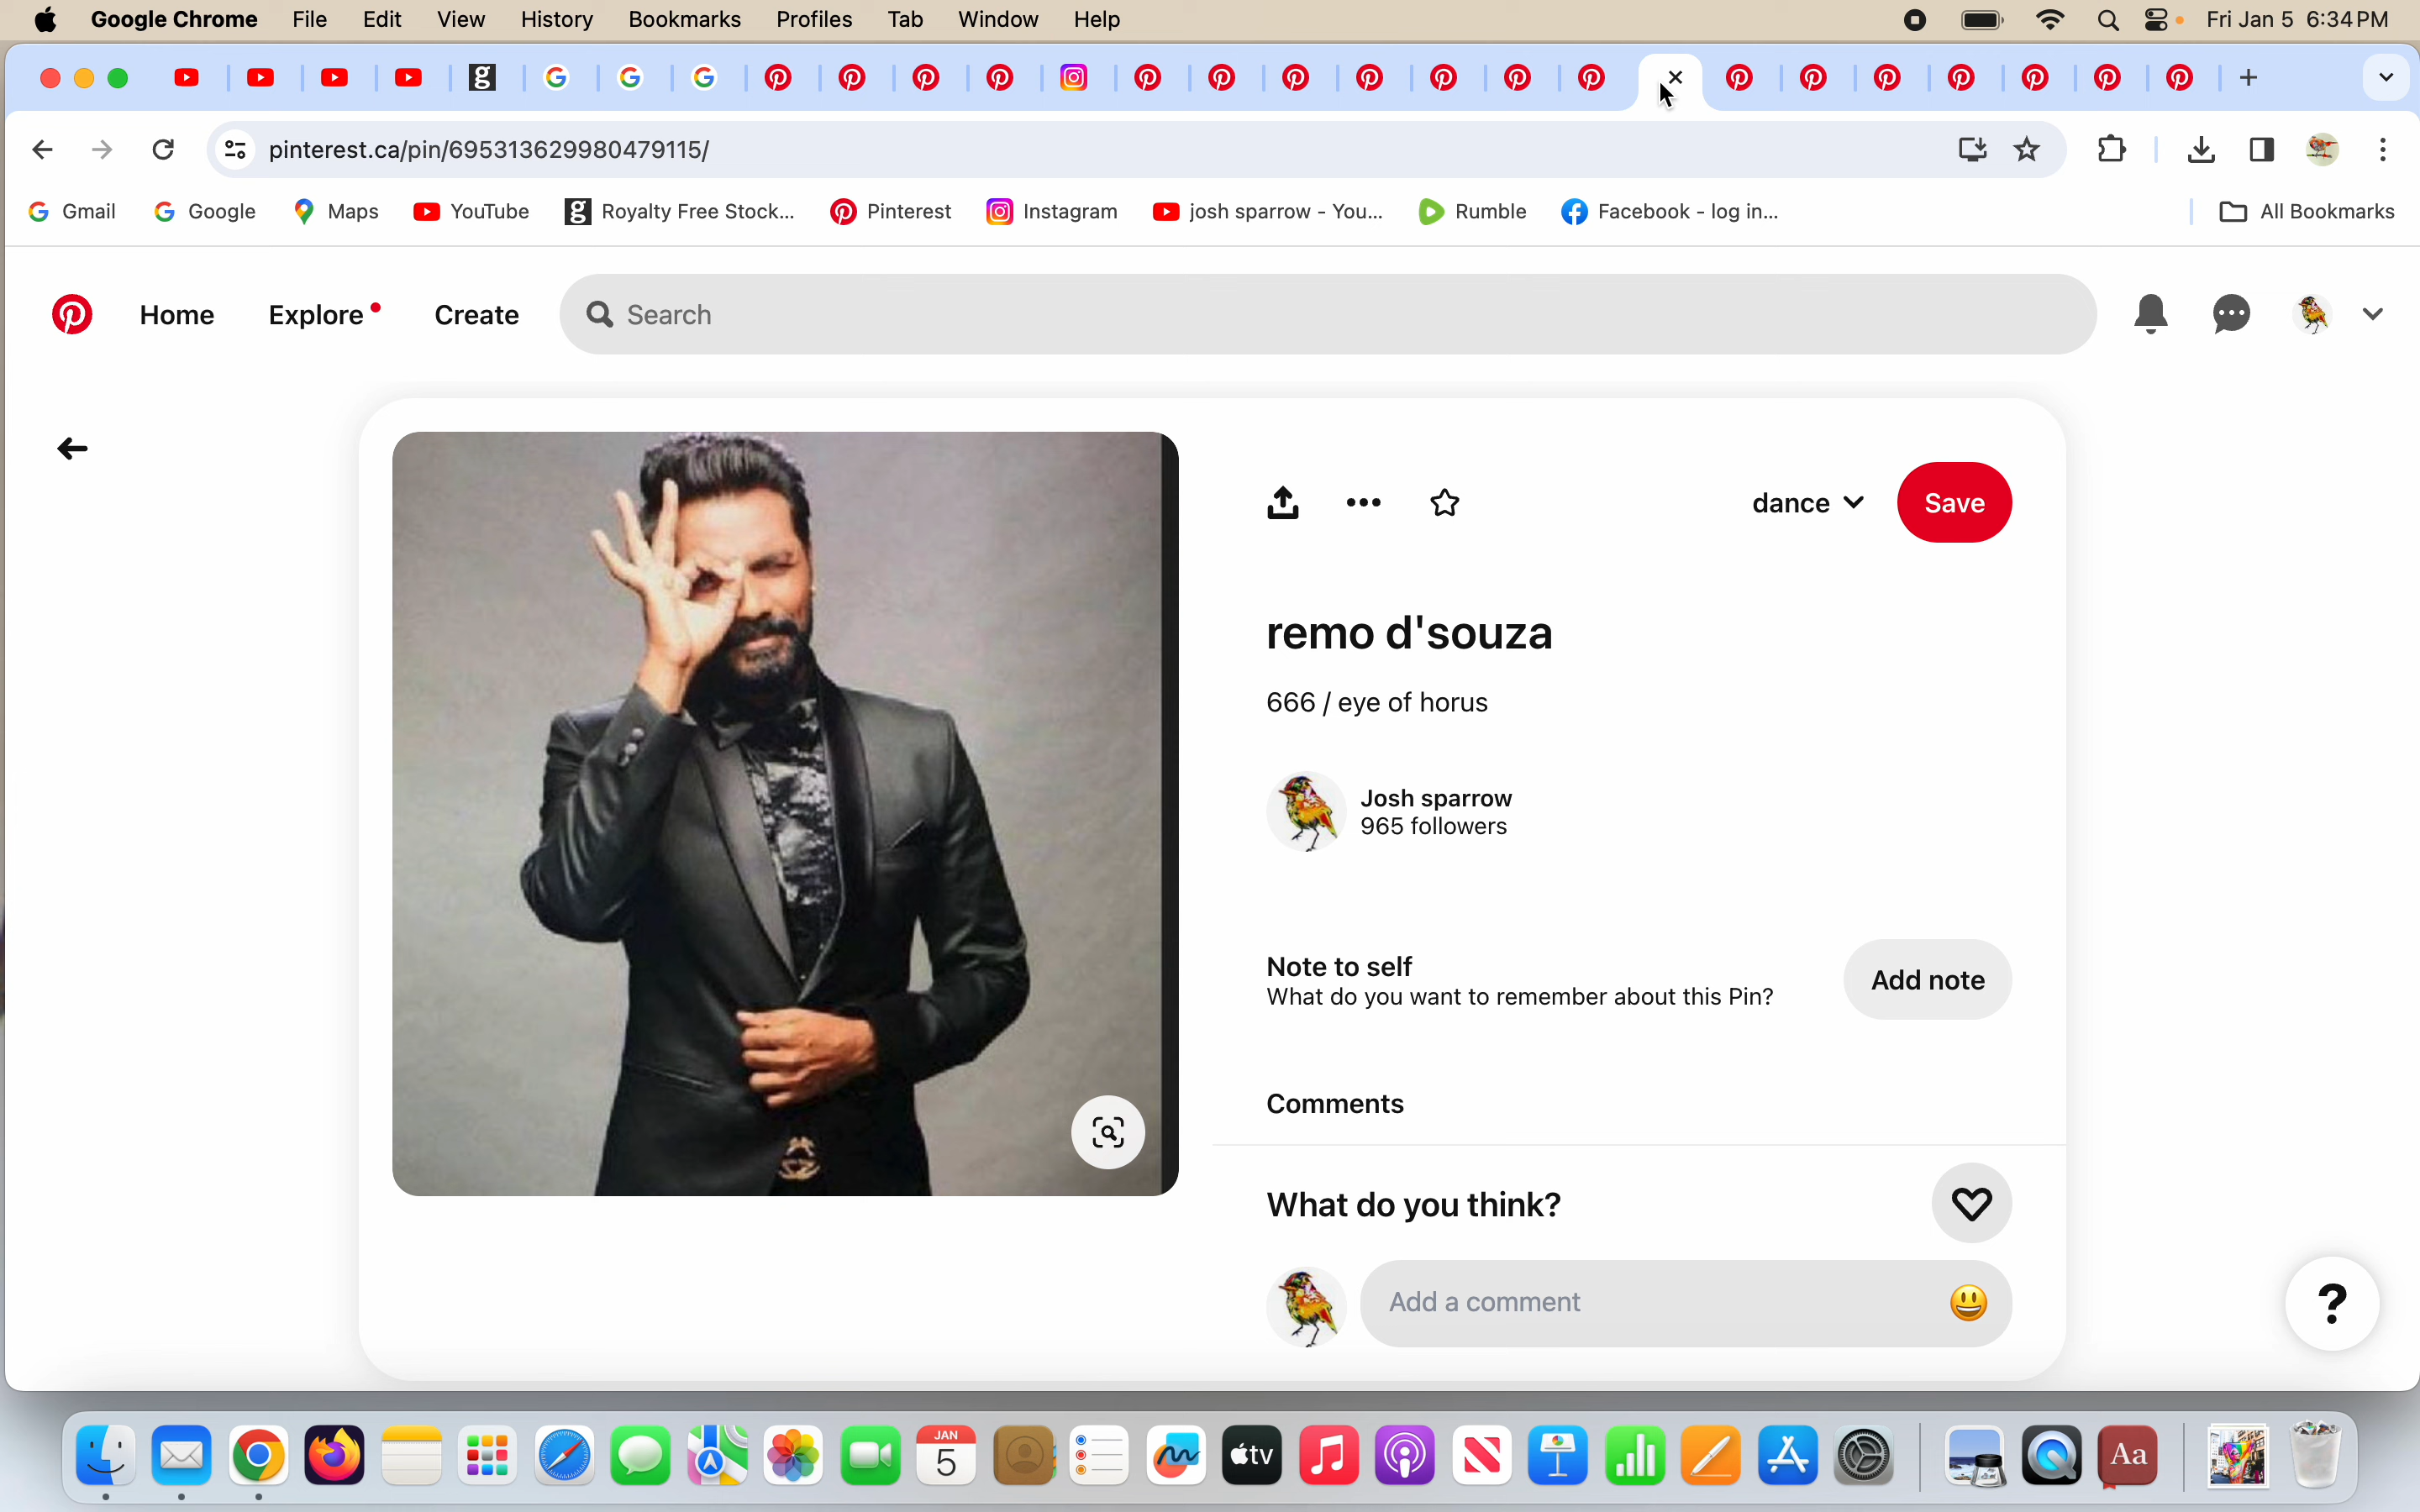 Google Chrome File Edit View History Bookmarks Profiles Tab Window Help Fri Jan 5 6:34 PM
g
pinterest.ca/pin/695313629980479115/
Gmail Google Maps YouTube g Royalty Free Stock... Pinterest Instagram josh sparrow - You... Rumble Facebook - log in... All Bookmarks
Home Explore Create Search
dance Save
remo d'souza
666 / eye of horus
Josh sparrow
965 followers
Note to self
What do you want to remember about this Pin?
Add note
Comments
What do you think?
Add a comment
?
JAN
5
tv
Aa